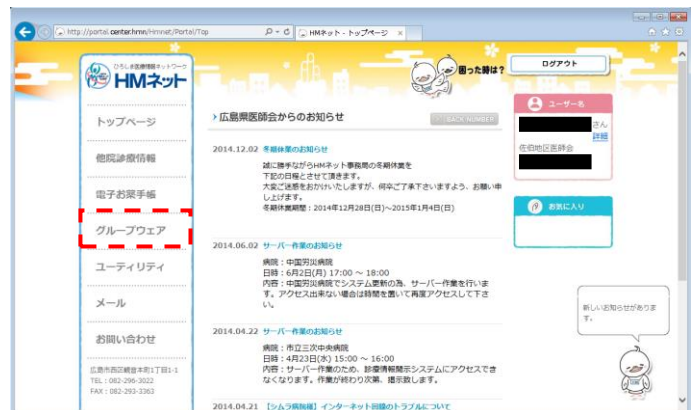 http://portal.center.hmn/Himnet/Portal/Top
HMネット - トップページ ×
ひろしま医療情報ネットワーク
HMネット
困った時は?
ログアウト
トップページ
他院診療情報
電子お薬手帳
グループウェア
ユーティリティ
メール
お問い合わせ
広島市西区観音本町1丁目1-1
TEL:082-296-3022
FAX:082-293-3363
広島県医師会からのお知らせ
BACK NUMBER
2014.12.02 冬期休業のお知らせ
誠に勝手ながらHMネット事務局の冬期休業を
下記の日程とさせて頂きます。
大変ご迷惑をおかけいたしますが、何卒ご了承下さいますよう、お願い申
し上げます。
冬期休業期間:2014年12月28日(日)~2015年1月4日(日)
2014.06.02 サーバー作業のお知らせ
病院:中国労災病院
日時:6月2日(月) 17:00 ~ 18:00
内容:中国労災病院でシステム更新の為、サーバー作業を行いま
す。アクセス出来ない場合は時間を置いて再度アクセスして下さ
い。
2014.04.22 サーバー作業のお知らせ
病院:市立三次中央病院
日時:4月23日(水) 15:00 ~ 16:00
内容:サーバー作業のため、診療情報開示システムにアクセスでき
なくなります。作業が終わり次第、掲示致します。
2014.04.21 【シムラ病院様】インターネット回線のトラブルについて
ユーザー名
さん
詳細
佐伯地区医師会
お気に入り
新しいお知らせがありま
す。